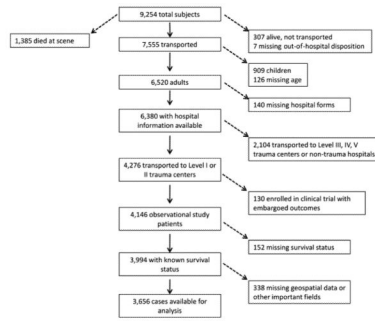 9,254 total subjects
1,385 died at scene
307 alive, not transported
7 missing out-of-hospital disposition
7,555 transported
909 children
126 missing age
6,520 adults
140 missing hospital forms
6,380 with hospital
information available
2,104 transported to Level III, IV, V
trauma centers or non-trauma hospitals
4,276 transported to Level I or
II trauma centers
130 enrolled in clinical trial with
embargoed outcomes
4,146 observational study
patients
152 missing survival status
3,994 with known survival
status
338 missing geospatial data or
other important fields
3,656 cases available for
analysis